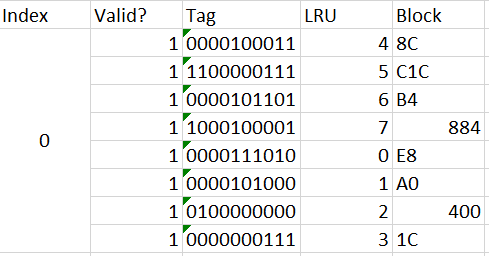 Index Valid? Tag LRU Block
1 0000100011 4 8C
1 1100000111 5 C1C
1 0000101101 6 B4
1 1000100001 7 884
0
1 0000111010 0 E8
1 0000101000 1 A0
1 0100000000 2 400
1 0000000111 3 1C